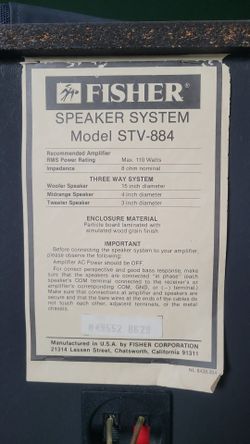 FISHER®
SPEAKER SYSTEM
Model STV-884
Recommended Amplifier
RMS Power Rating Max. 110 Watts
Impedance 8 ohm nominal
THREE WAY SYSTEM
Woofer Speaker 15 inch diameter
Midrange Speaker 4 inch diameter
Tweeter Speaker 3 inch diameter
ENCLOSURE MATERIAL
Particle board laminated with
simulated wood grain finish
IMPORTANT
Before connecting the speaker system to your amplifier,
please observe the following:
Amplifier AC Power should be OFF.
For correct perspective and good bass response, make
sure that the speakers are connected "in phase" (each
speaker's COM terminal connected to the receiver's or
amplifier's corresponding COM, GND, or (–) terminal.)
Make sure that connections at amplifier and speakers are
secure and that the bare wires at the ends of the cables do
not touch each other, adjacent terminals, or bare metal
objects.
Manufactured in U.S.A. by FISHER CORPORATION
21314 Lassen Street, Chatsworth, California 91311